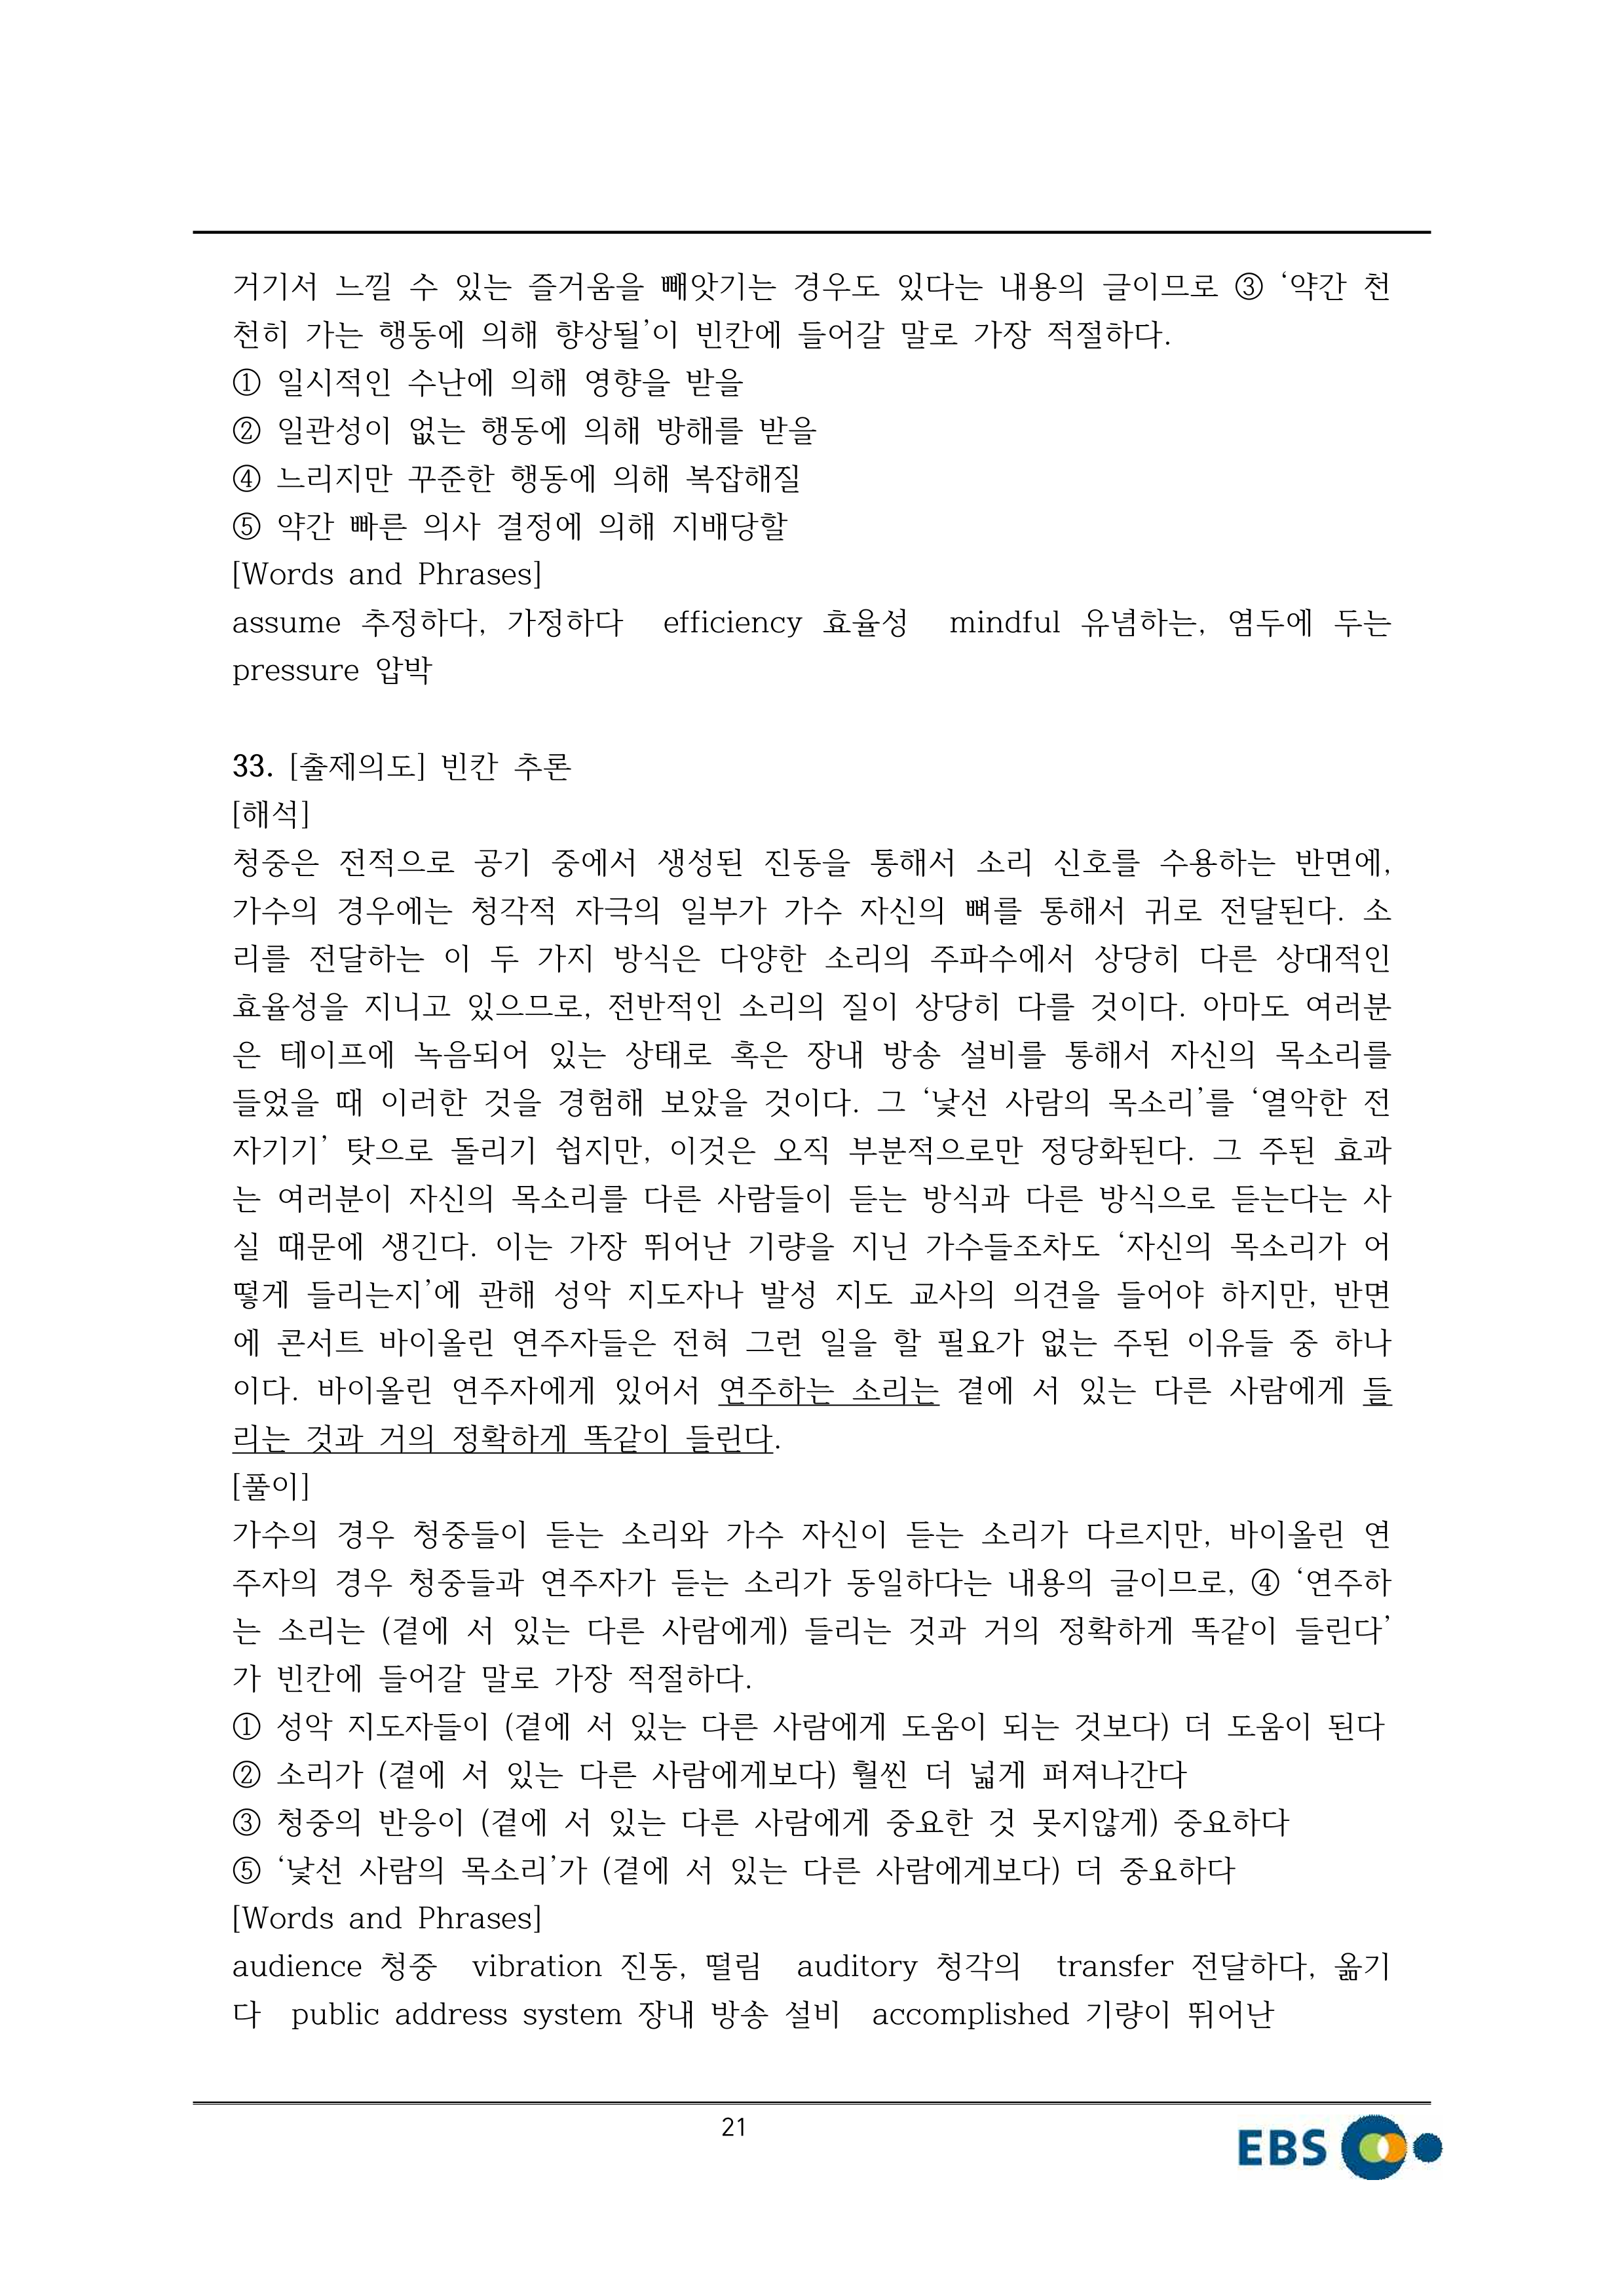 거기서 느낄 수 있는 즐거움을 빼앗기는 경우도 있다는 내용의 글이므로 ③ ‘약간 천
천히 가는 행동에 의해 향상될’이 빈칸에 들어갈 말로 가장 적절하다.
① 일시적인 수난에 의해 영향을 받을
② 일관성이 없는 행동에 의해 방해를 받을
④ 느리지만 꾸준한 행동에 의해 복잡해질
⑤ 약간 빠른 의사 결정에 의해 지배당할
[Words and Phrases]
assume 추정하다, 가정하다 efficiency 효율성 mindful 유념하는, 염두에 두는
pressure 압박
33. [출제의도] 빈칸 추론
[해석]
청중은 전적으로 공기 중에서 생성된 진동을 통해서 소리 신호를 수용하는 반면에,
가수의 경우에는 청각적 자극의 일부가 가수 자신의 뼈를 통해서 귀로 전달된다. 소
리를 전달하는 이 두 가지 방식은 다양한 소리의 주파수에서 상당히 다른 상대적인
효율성을 지니고 있으므로, 전반적인 소리의 질이 상당히 다를 것이다. 아마도 여러분
은 테이프에 녹음되어 있는 상태로 혹은 장내 방송 설비를 통해서 자신의 목소리를
들었을 때 이러한 것을 경험해 보았을 것이다. 그 ‘낯선 사람의 목소리’를 ‘열악한 전
자기기’ 탓으로 돌리기 쉽지만, 이것은 오직 부분적으로만 정당화된다. 그 주된 효과
는 여러분이 자신의 목소리를 다른 사람들이 듣는 방식과 다른 방식으로 듣는다는 사
실 때문에 생긴다. 이는 가장 뛰어난 기량을 지닌 가수들조차도 ‘자신의 목소리가 어
떻게 들리는지’에 관해 성악 지도자나 발성 지도 교사의 의견을 들어야 하지만, 반면
에 콘서트 바이올린 연주자들은 전혀 그런 일을 할 필요가 없는 주된 이유들 중 하나
이다. 바이올린 연주자에게 있어서 연주하는 소리는 곁에 서 있는 다른 사람에게 들
리는 것과 거의 정확하게 똑같이 들린다.
[풀이]
가수의 경우 청중들이 듣는 소리와 가수 자신이 듣는 소리가 다르지만, 바이올린 연
주자의 경우 청중들과 연주자가 듣는 소리가 동일하다는 내용의 글이므로, ④ ‘연주하
는 소리는 (곁에 서 있는 다른 사람에게) 들리는 것과 거의 정확하게 똑같이 들린다’
가 빈칸에 들어갈 말로 가장 적절하다.
① 성악 지도자들이 (곁에 서 있는 다른 사람에게 도움이 되는 것보다) 더 도움이 된다
② 소리가 (곁에 서 있는 다른 사람에게보다) 훨씬 더 넓게 퍼져나간다
③ 청중의 반응이 (곁에 서 있는 다른 사람에게 중요한 것 못지않게) 중요하다
⑤ ‘낯선 사람의 목소리’가 (곁에 서 있는 다른 사람에게보다) 더 중요하다
[Words and Phrases]
audience 청중 vibration 진동, 떨림 auditory 청각의 transfer 전달하다, 옮기
다 public address system 장내 방송 설비 accomplished 기량이 뛰어난
21
EBS